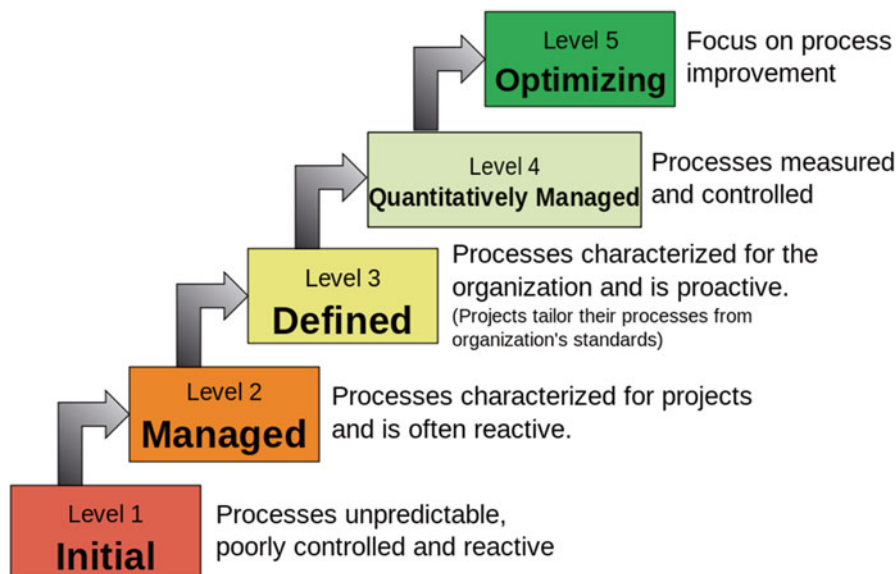 Level 5
Optimizing
Focus on process
improvement
Level 4
Quantitatively Managed
Processes measured
and controlled
Level 3
Defined
Processes characterized for the
organization and is proactive.
(Projects tailor their processes from
organization's standards)
Level 2
Managed
Processes characterized for projects
and is often reactive.
Level 1
Initial
Processes unpredictable,
poorly controlled and reactive